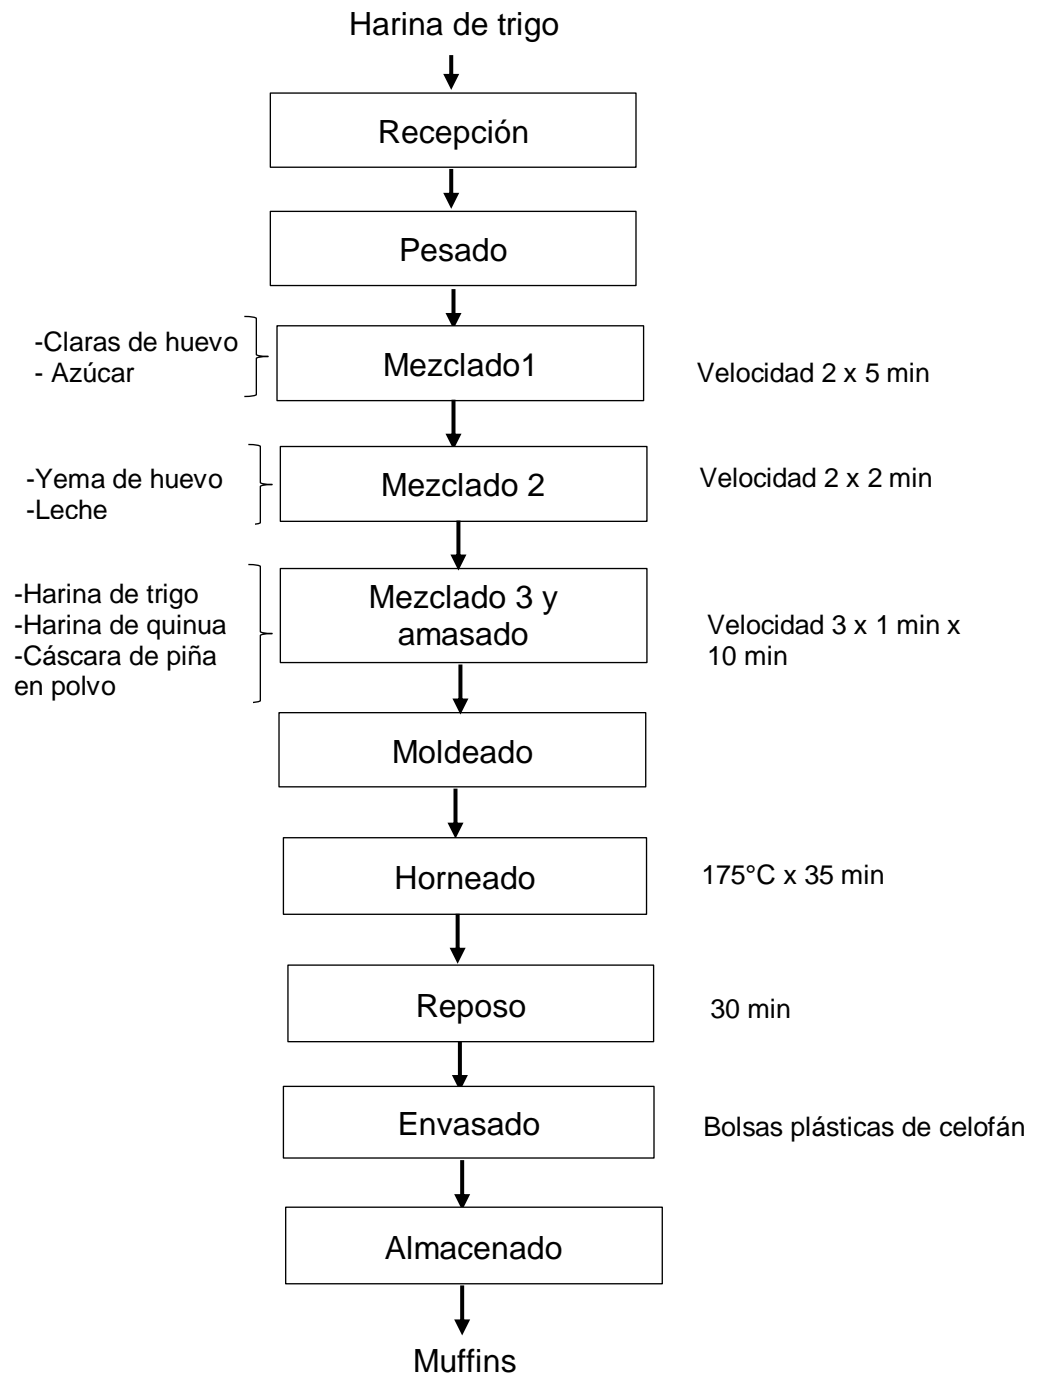 Harina de trigo
Recepción
Pesado
-Claras de huevo
- Azúcar
Mezclado1
Velocidad 2 x 5 min
-Yema de huevo
-Leche
Mezclado 2
Velocidad 2 x 2 min
-Harina de trigo
-Harina de quinua
-Cáscara de piña
en polvo
Mezclado 3 y
amasado
Velocidad 3 x 1 min x
10 min
Moldeado
Horneado
175°C x 35 min
Reposo
30 min
Envasado
Bolsas plásticas de celofán
Almacenado
Muffins